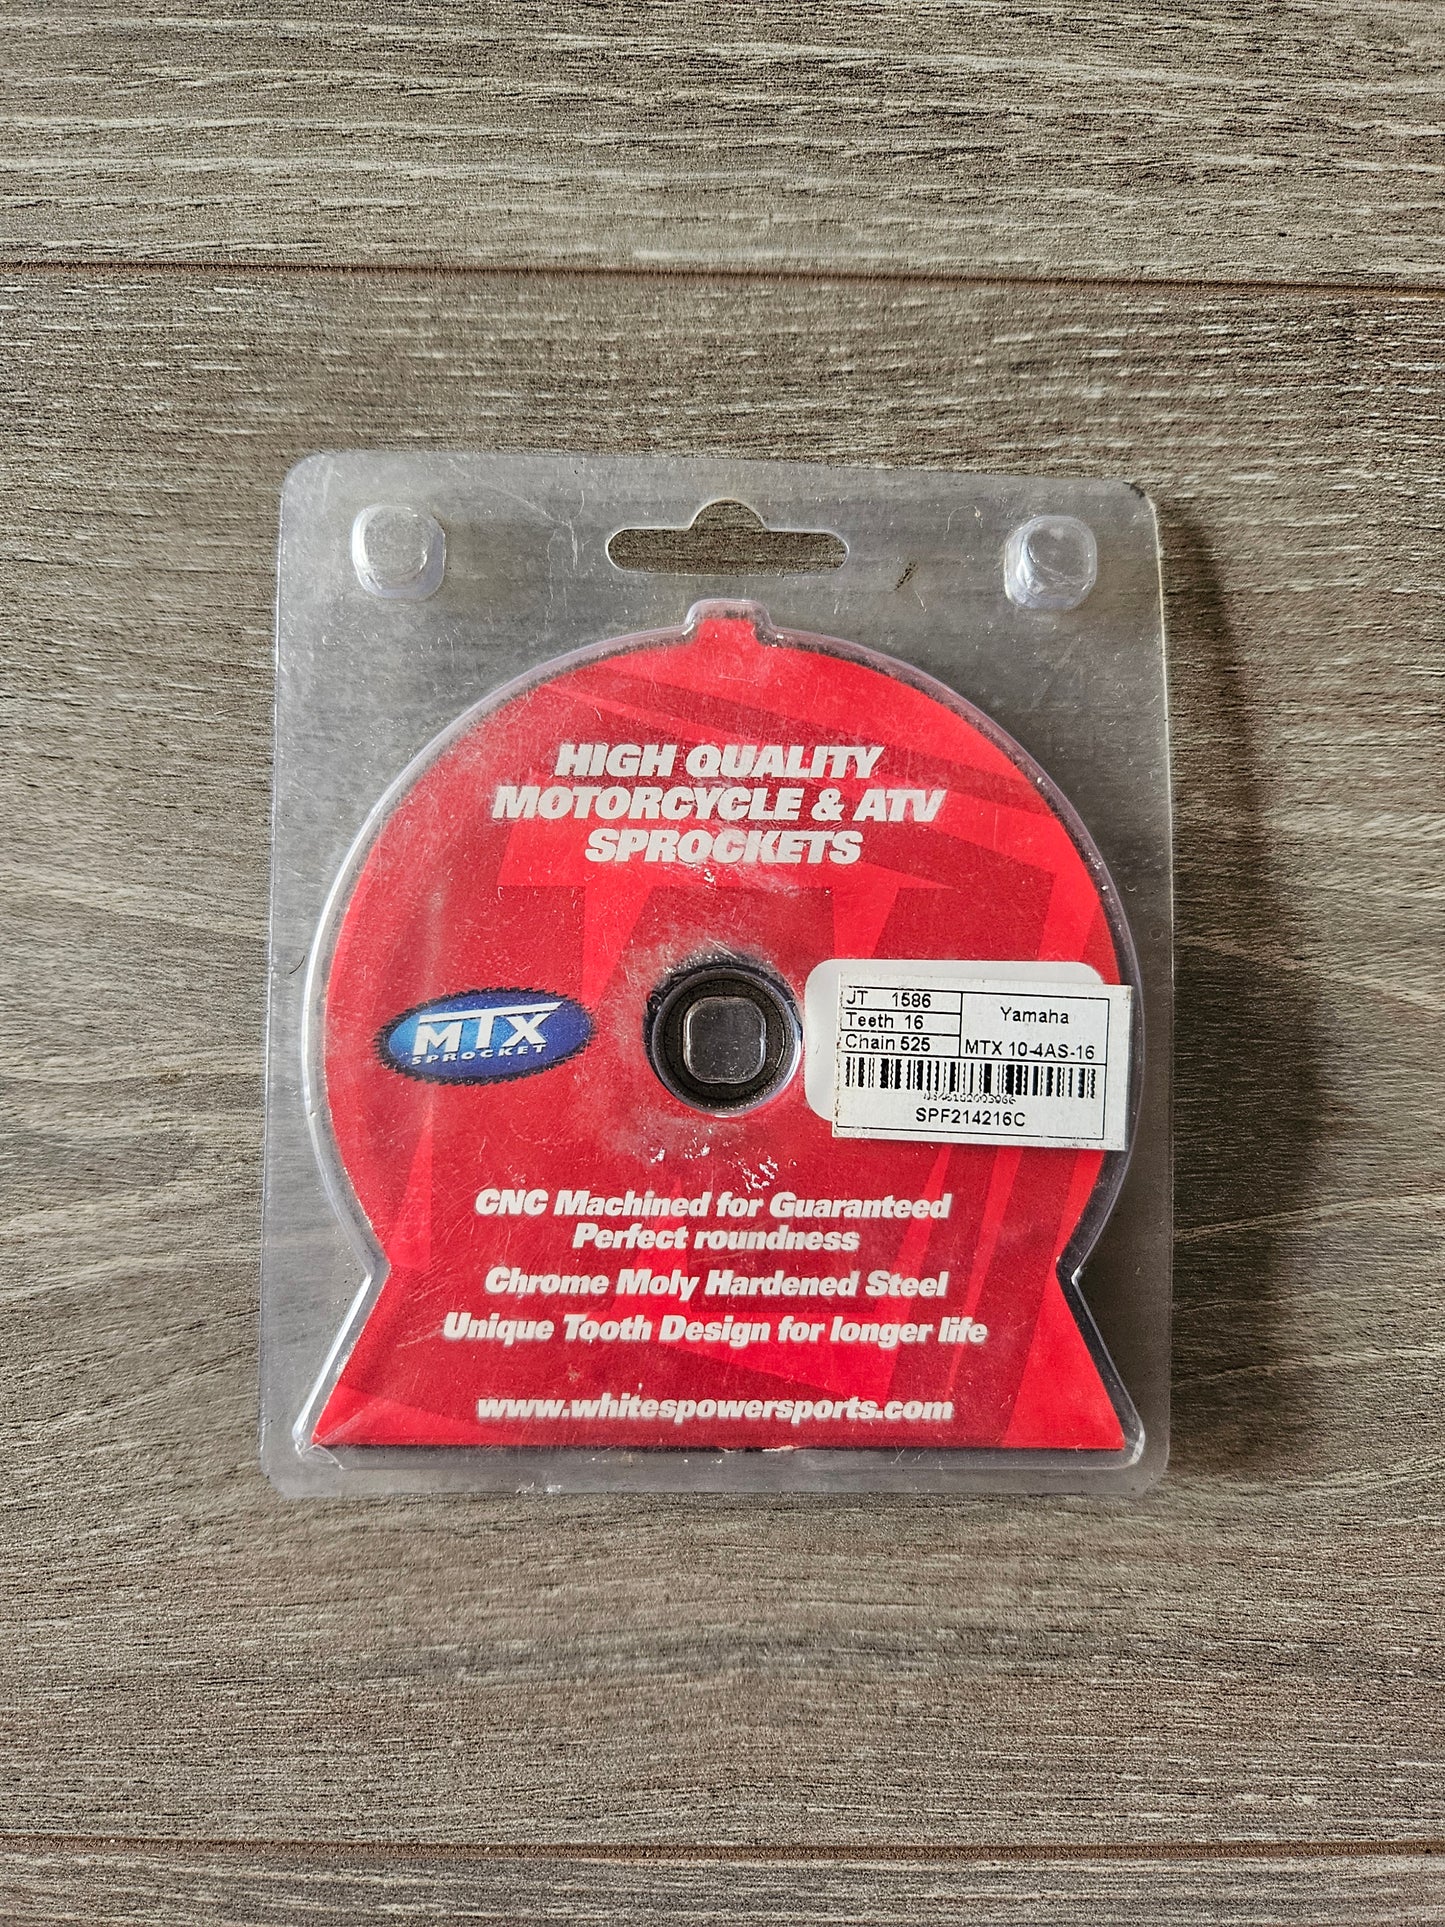 HIGH QUALITY
MOTORCYCLE & ATV
SPROCKETS
MTX
SPROCKET
JT 1586
Teeth 16
Chain 525
Yamaha
MTX 10-4AS-16
SPF214216C
CNC Machined for Guaranteed
Perfect roundness
Chrome Moly Hardened Steel
Unique Tooth Design for longer life
www.whitespowersports.com